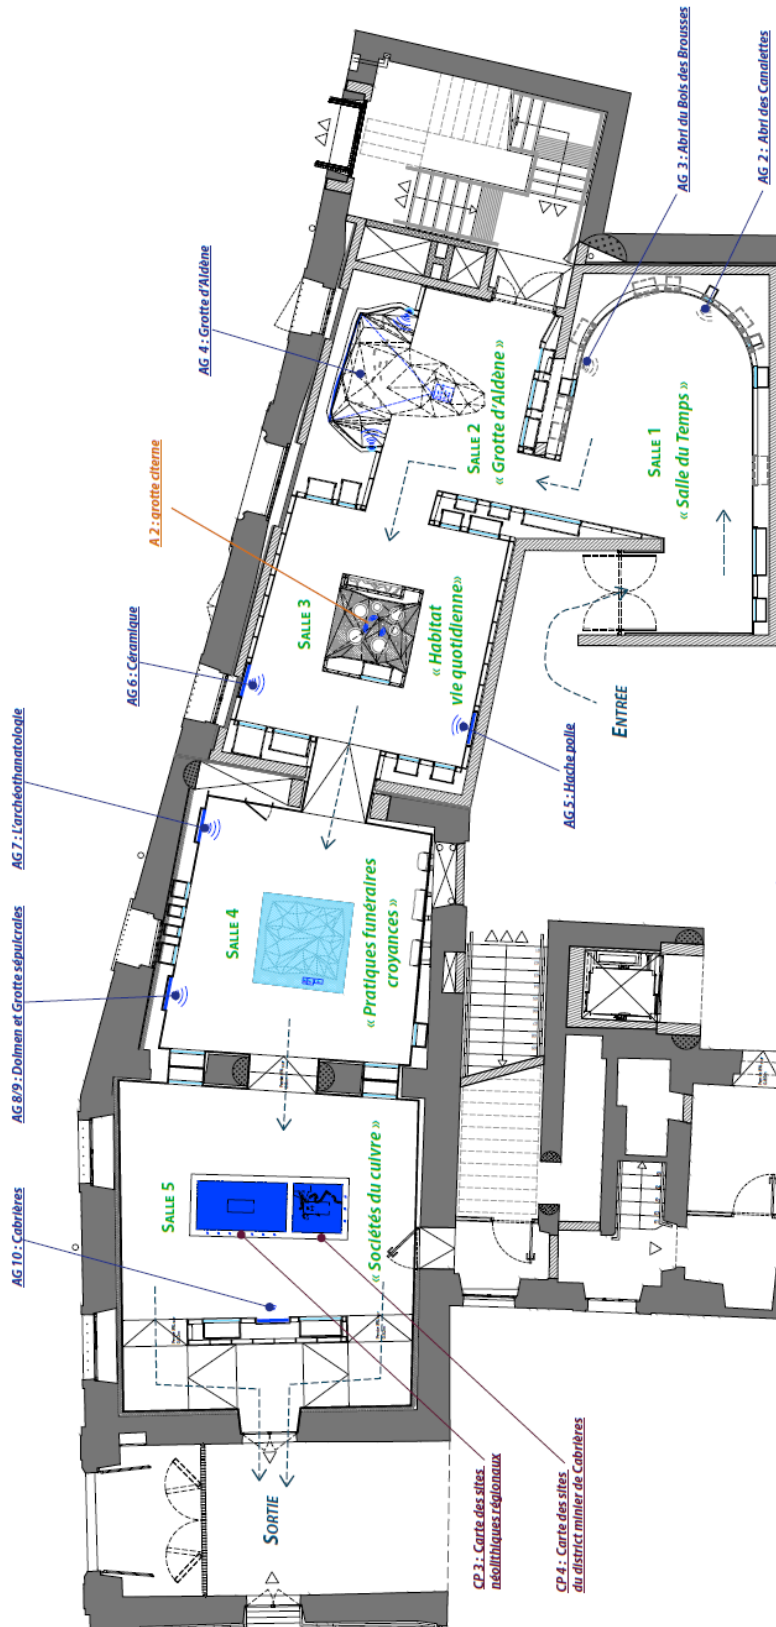 AG 3 : Abri du Bois des Brousses
AG 2 : Abri des Canalettes
AG 4 : Grotte d'Aldène
SALLE 2
« Grotte d'Aldène »
SALLE 1
« Salle du Temps »
A 2 : grotte citerne
AG 6 : Céramique
SALLE 3
« Habitat
vie quotidienne»
ENTRÉE
AG 5 : Hache polie
AG 7 : L'archéothanatologie
AG 8/9 : Dolmen et Grotte sépulcrales
SALLE 4
« Pratiques funéraires
croyances »
AG 10 : Cabrières
SALLE 5
« Sociétés du cuivre »
SORTIE
CP 3 : Carte des sites
néolithiques régionaux
CP 4 : Carte des sites
du district minier de Cabrières